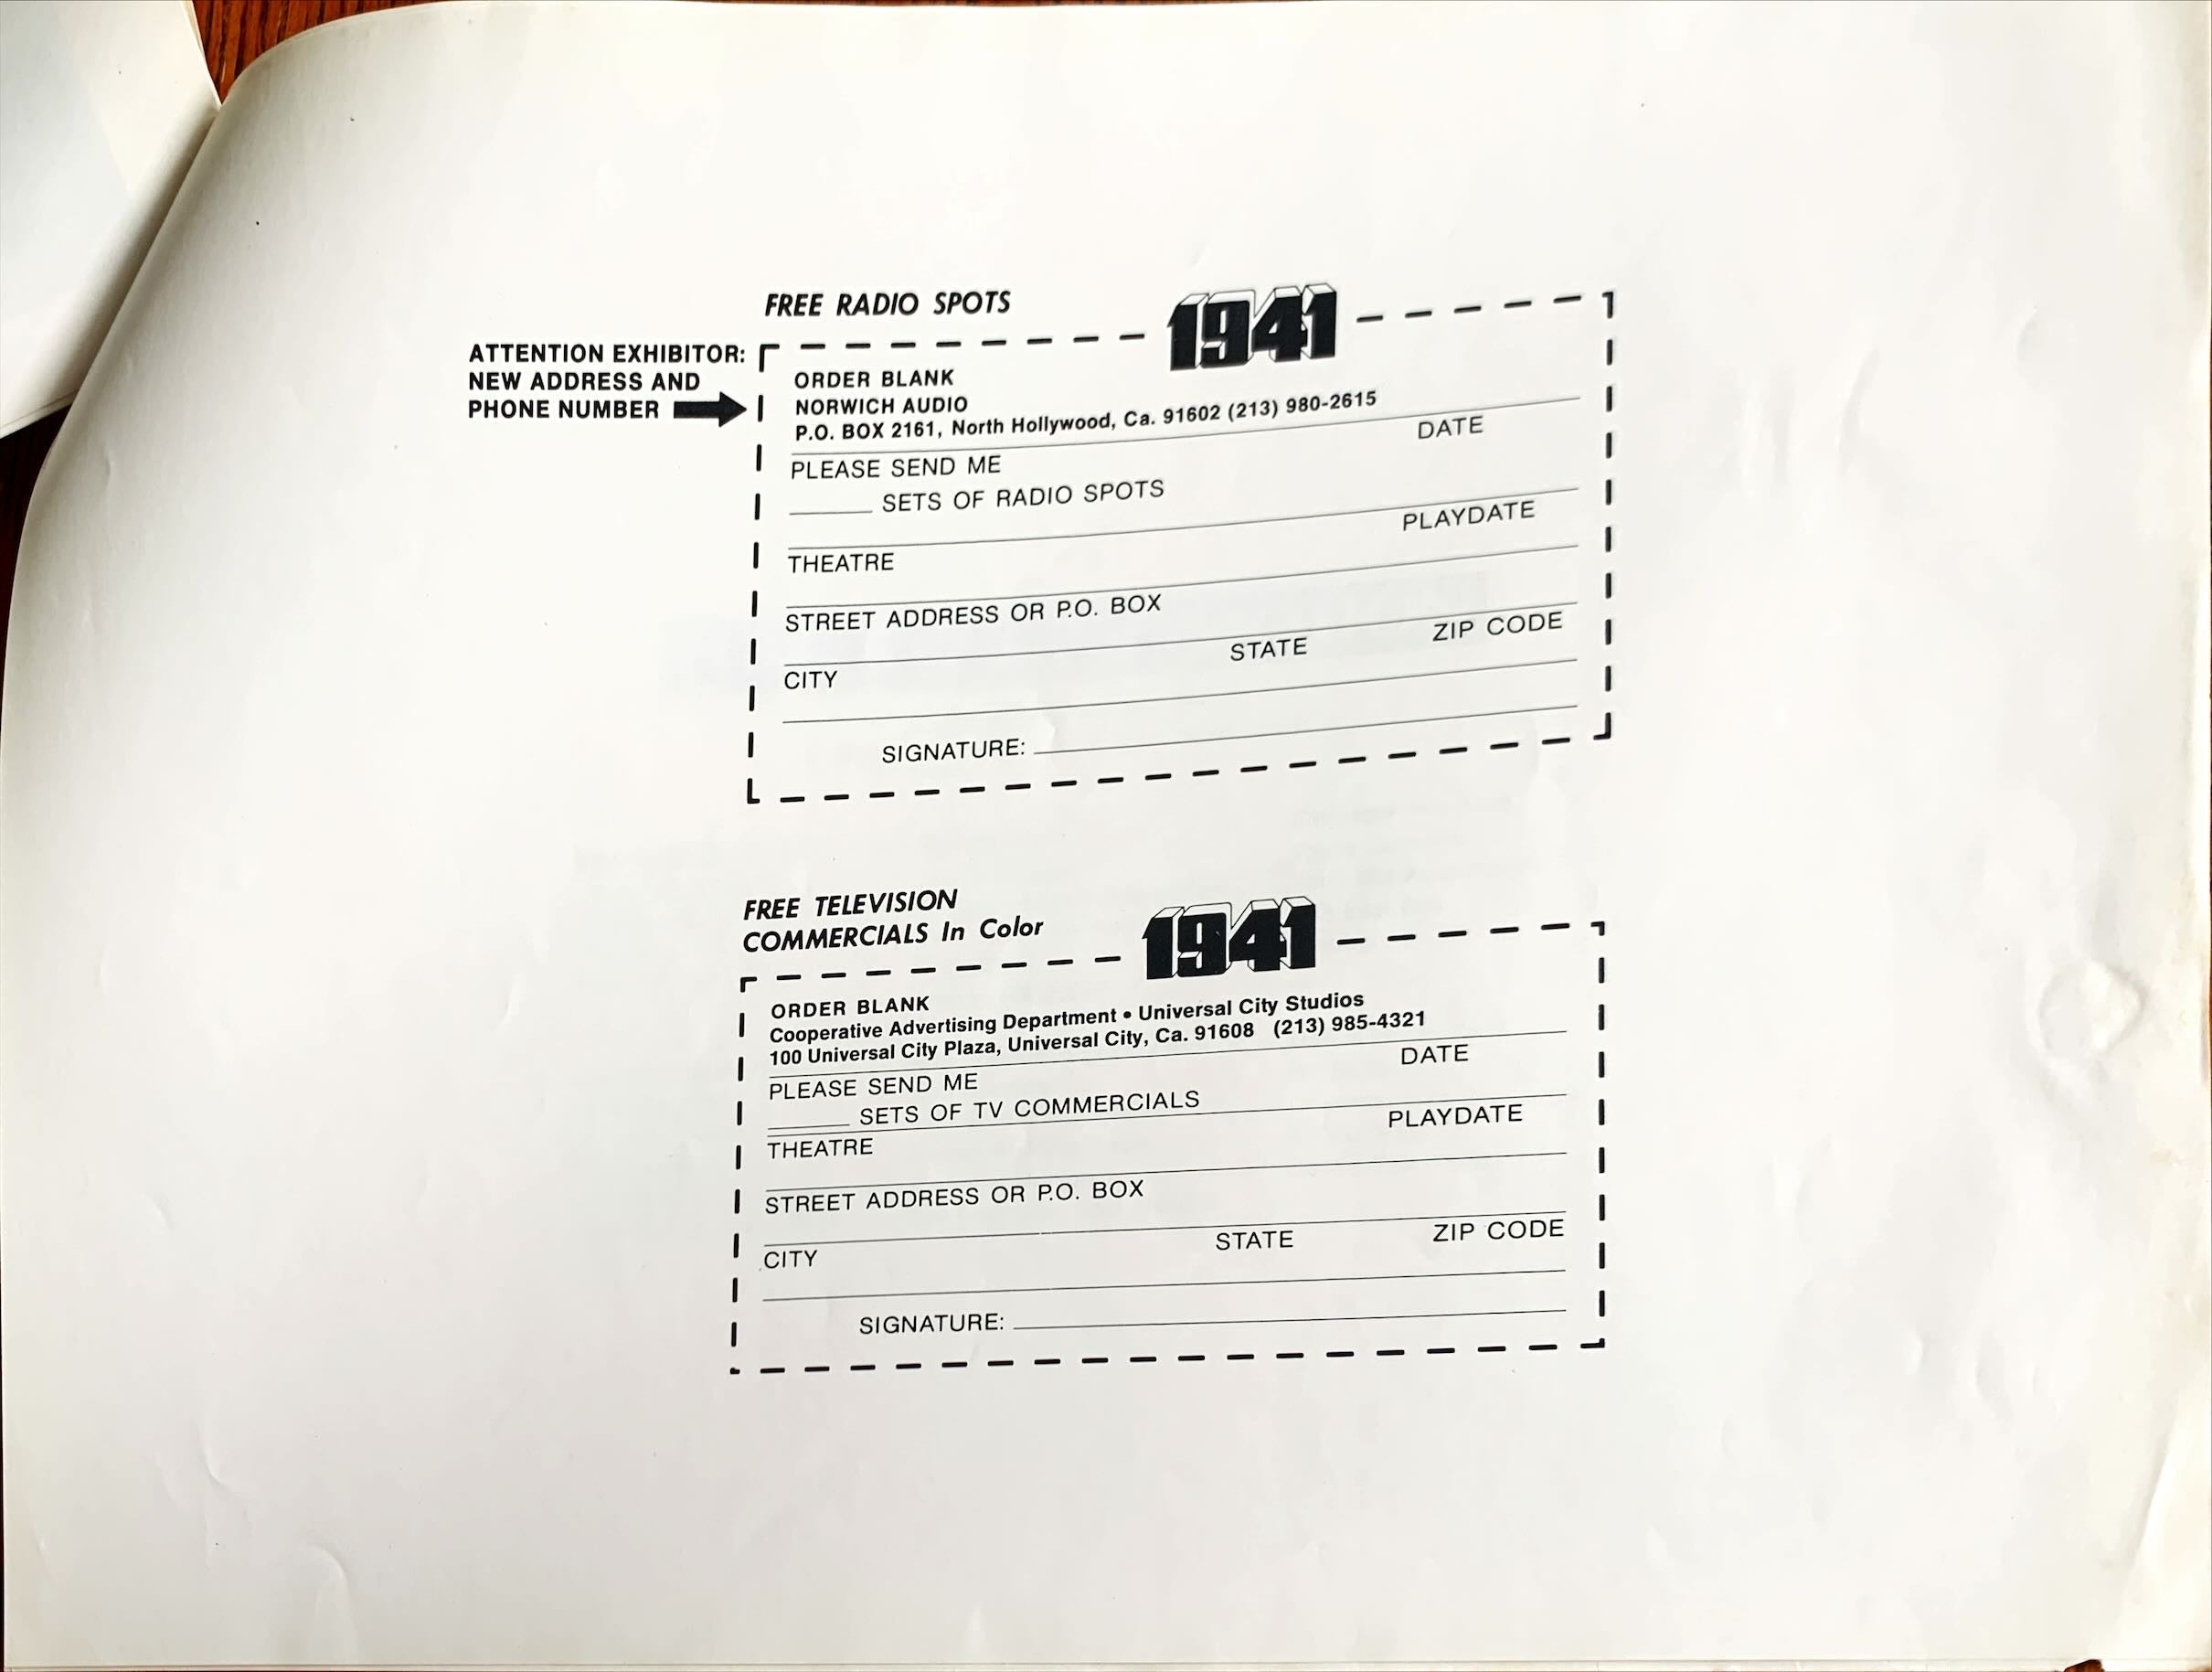 FREE RADIO SPOTS
1941
ATTENTION EXHIBITOR:
NEW ADDRESS AND
PHONE NUMBER
ORDER BLANK
NORWICH AUDIO
P.O. BOX 2161, North Hollywood, Ca. 91602 (213) 980-2615
DATE
PLEASE SEND ME
______ SETS OF RADIO SPOTS
PLAYDATE
THEATRE
STREET ADDRESS OR P.O. BOX
CITY STATE ZIP CODE
SIGNATURE:
FREE TELEVISION
COMMERCIALS In Color
1941
ORDER BLANK
Cooperative Advertising Department • Universal City Studios
100 Universal City Plaza, Universal City, Ca. 91608 (213) 985-4321
DATE
PLEASE SEND ME
______ SETS OF TV COMMERCIALS
THEATRE PLAYDATE
STREET ADDRESS OR P.O. BOX
CITY STATE ZIP CODE
SIGNATURE: